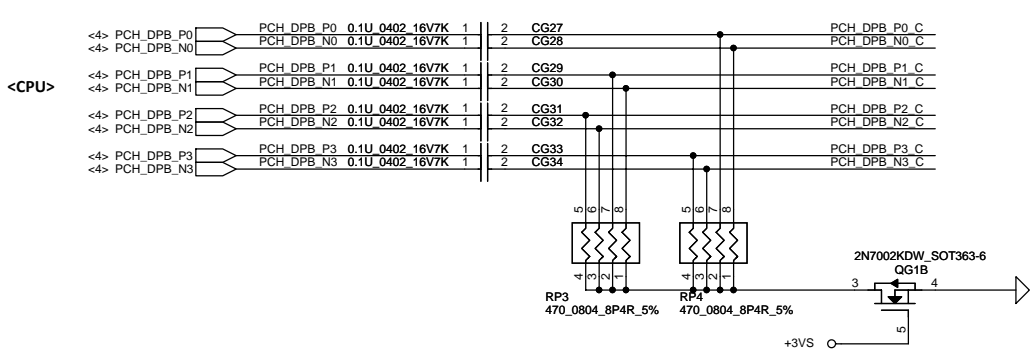 <4> PCH_DPB_P0 PCH_DPB_P0 0.1U_0402_16V7K 1 2 CG27 PCH_DPB_P0_C
<4> PCH_DPB_N0 PCH_DPB_N0 0.1U_0402_16V7K 1 2 CG28 PCH_DPB_N0_C
<4> PCH_DPB_P1 PCH_DPB_P1 0.1U_0402_16V7K 1 2 CG29 PCH_DPB_P1_C
<CPU>
<4> PCH_DPB_N1 PCH_DPB_N1 0.1U_0402_16V7K 1 2 CG30 PCH_DPB_N1_C
<4> PCH_DPB_P2 PCH_DPB_P2 0.1U_0402_16V7K 1 2 CG31 PCH_DPB_P2_C
<4> PCH_DPB_N2 PCH_DPB_N2 0.1U_0402_16V7K 1 2 CG32 PCH_DPB_N2_C
<4> PCH_DPB_P3 PCH_DPB_P3 0.1U_0402_16V7K 1 2 CG33 PCH_DPB_P3_C
<4> PCH_DPB_N3 PCH_DPB_N3 0.1U_0402_16V7K 1 2 CG34 PCH_DPB_N3_C
5 6 7 8 5 6 7 8
4 3 2 1 4 3 2 1
RP3 RP4
470_0804_8P4R_5% 470_0804_8P4R_5%
2N7002KDW_SOT363-6
QG1B
3 4
5
+3VS